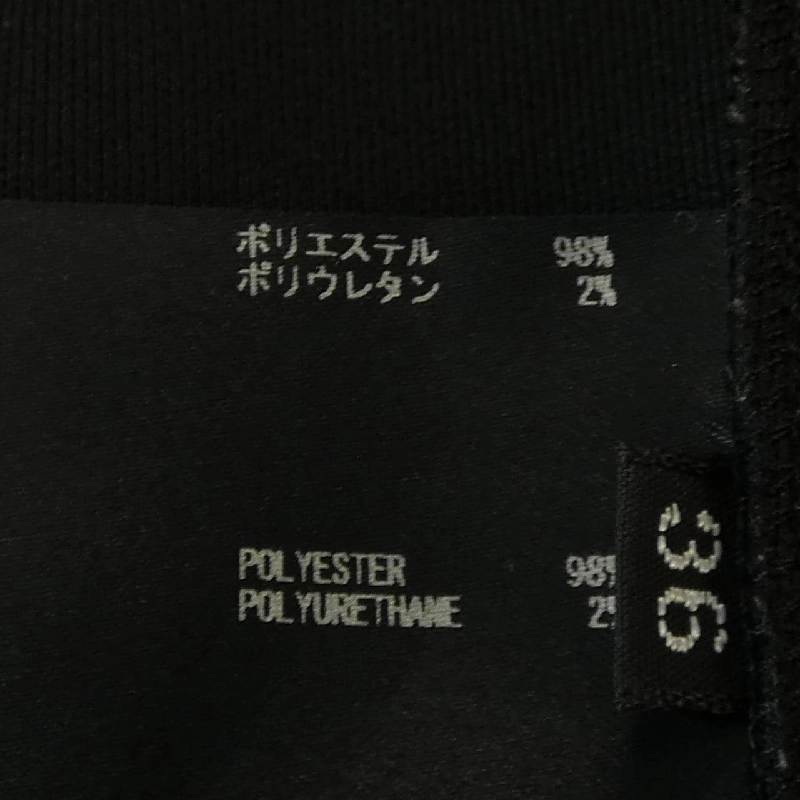 ポリエステル 98%
ポリウレタン 2%
POLYESTER 98%
POLYURETHANE 2%
36